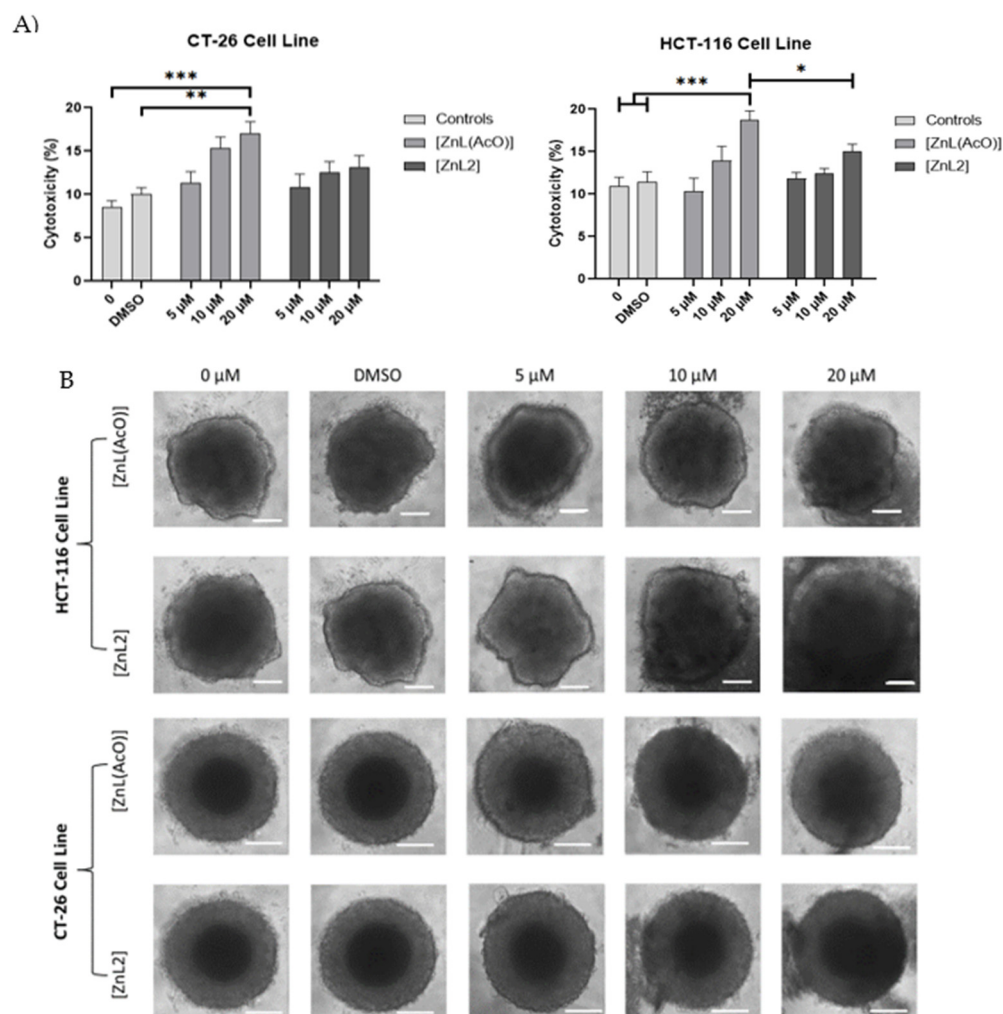 A)
CT-26 Cell Line
***
**
20
15
10
5
0
Cytotoxicity (%)
0
DMSO
5 µM
10 µM
20 µM
5 µM
10 µM
20 µM
Controls
[ZnL(AcO)]
[ZnL2]
HCT-116 Cell Line
***
*
20
15
10
5
0
Cytotoxicity (%)
0
DMSO
5 µM
10 µM
20 µM
5 µM
10 µM
20 µM
Controls
[ZnL(AcO)]
[ZnL2]
B
0 µM
DMSO
5 µM
10 µM
20 µM
HCT-116 Cell Line
[ZnL(AcO)]
[ZnL2]
CT-26 Cell Line
[ZnL(AcO)]
[ZnL2]